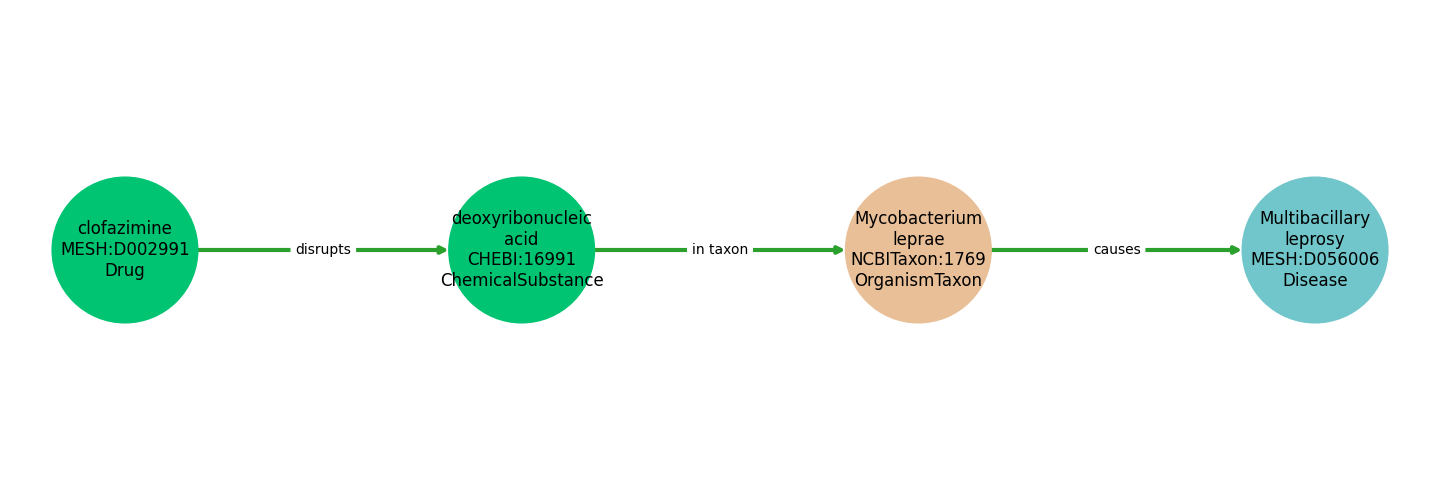 clofazimine
MESH:D002991
Drug
disrupts
deoxyribonucleic
acid
CHEBI:16991
ChemicalSubstance
in taxon
Mycobacterium
leprae
NCBITaxon:1769
OrganismTaxon
causes
Multibacillary
leprosy
MESH:D056006
Disease